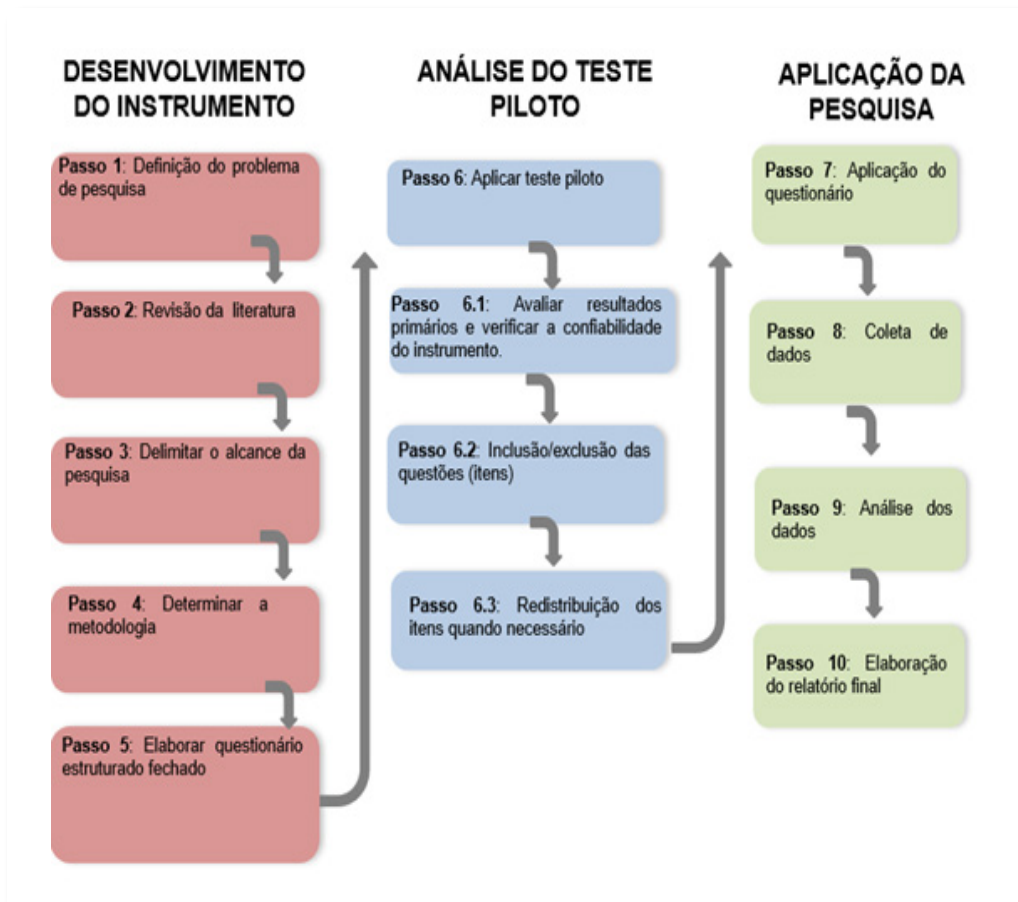 DESENVOLVIMENTO
DO INSTRUMENTO
Passo 1: Definição do problema
de pesquisa
Passo 2: Revisão da literatura
Passo 3: Delimitar o alcance da
pesquisa
Passo 4: Determinar a
metodologia
Passo 5: Elaborar questionário
estruturado fechado
ANÁLISE DO TESTE
PILOTO
Passo 6: Aplicar teste piloto
Passo 6.1: Avaliar resultados
primários e verificar a confiabilidade
do instrumento.
Passo 6.2: Inclusão/exclusão das
questões (itens)
Passo 6.3: Redistribuição dos
itens quando necessário
APLICAÇÃO DA
PESQUISA
Passo 7: Aplicação do
questionário
Passo 8: Coleta de
dados
Passo 9: Análise dos
dados
Passo 10: Elaboração
do relatório final